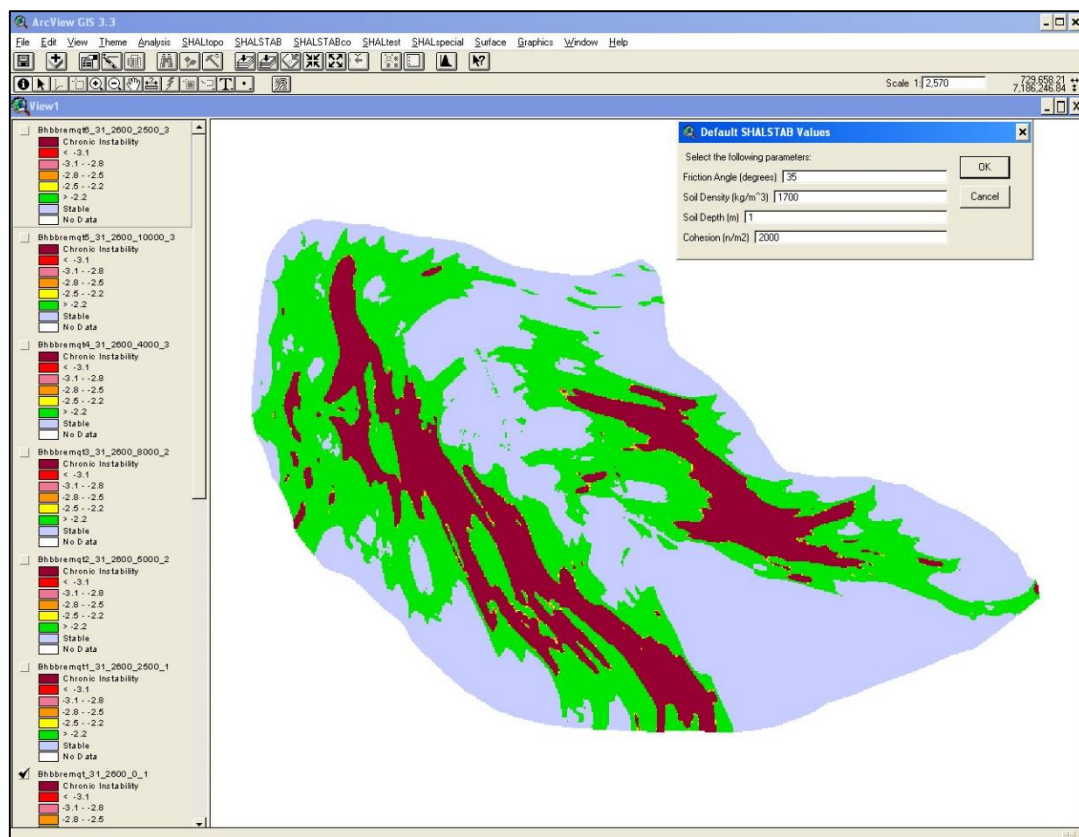 ArcView GIS 3.3
File Edit View Theme Analysis SHALtopo SHALSTAB SHALSTABco SHALtest SHALspecial Surface Graphics Window Help
Scale 1: 2,570
729,658.21
7,186,246.84
View1
Bhbbremqt6_31_2600_2500_3
Chronic Instability
< -3.1
-3.1 - -2.8
-2.8 - -2.5
-2.5 - -2.2
> -2.2
Stable
No Data
Bhbbremqt5_31_2600_10000_3
Chronic Instability
< -3.1
-3.1 - -2.8
-2.8 - -2.5
-2.5 - -2.2
> -2.2
Stable
No Data
Bhbbremqt4_31_2600_4000_3
Chronic Instability
< -3.1
-3.1 - -2.8
-2.8 - -2.5
-2.5 - -2.2
> -2.2
Stable
No Data
Bhbbremqt3_31_2600_8000_2
Chronic Instability
< -3.1
-3.1 - -2.8
-2.8 - -2.5
-2.5 - -2.2
> -2.2
Stable
No Data
Bhbbremqt2_31_2600_5000_2
Chronic Instability
< -3.1
-3.1 - -2.8
-2.8 - -2.5
-2.5 - -2.2
> -2.2
Stable
No Data
Bhbbremqt1_31_2600_2500_1
Chronic Instability
< -3.1
-3.1 - -2.8
-2.8 - -2.5
-2.5 - -2.2
> -2.2
Stable
No Data
Bhbbremqt_31_2600_0_1
Chronic Instability
< -3.1
-3.1 - -2.8
-2.8 - -2.5
Default SHALSTAB Values
Select the following parameters:
Friction Angle (degrees) 35
Soil Density (kg/m^3) 1700
Soil Depth (m) 1
Cohesion (n/m2) 2000
OK
Cancel